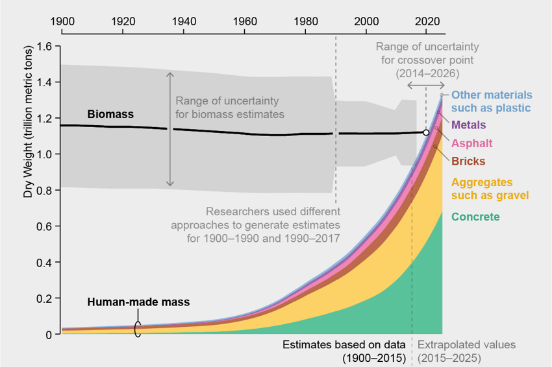 1900 1920 1940 1960 1980 2000 2020
1.6
1.4
1.2
1.0
0.8
0.6
0.4
0.2
0
Dry Weight (trillion metric tons)
Range of uncertainty
for crossover point
(2014–2026)
Biomass
Range of uncertainty
for biomass estimates
Other materials
such as plastic
Metals
Asphalt
Bricks
Aggregates
such as gravel
Concrete
Researchers used different
approaches to generate estimates
for 1900–1990 and 1990–2017
Human-made mass
Estimates based on data
(1900–2015)
Extrapolated values
(2015–2025)